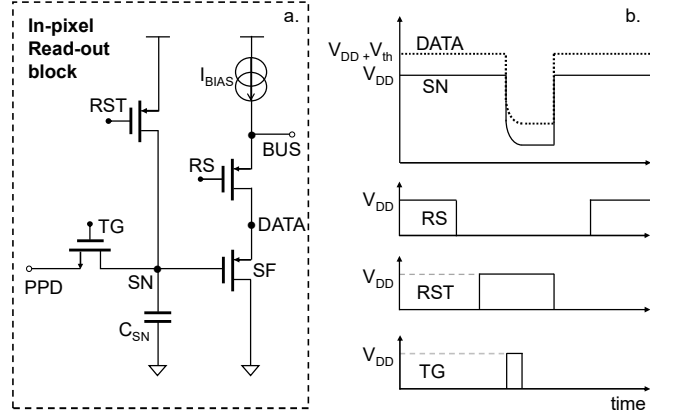 In-pixel
Read-out
block
a.
I_BIAS
RST
BUS
RS
DATA
TG
SF
SN
PPD
C_SN
b.
V_DD+V_th
DATA
V_DD
SN
V_DD
RS
V_DD
RST
V_DD
TG
time